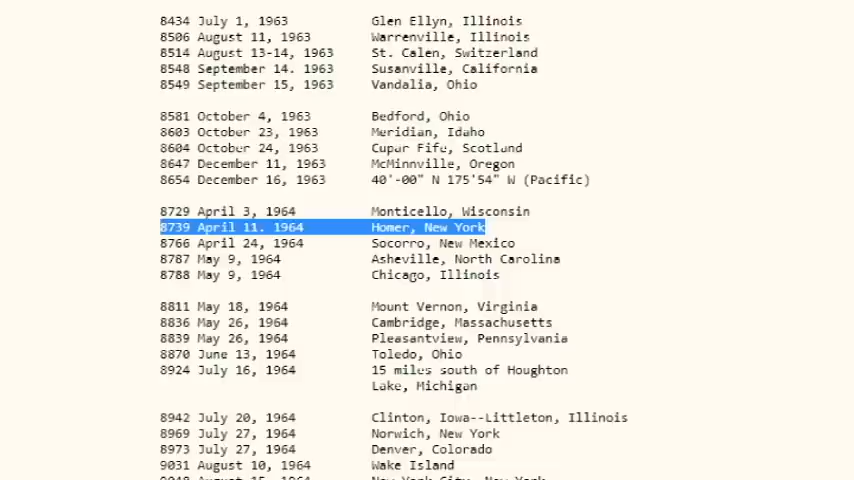 8434 July 1, 1963 Glen Ellyn, Illinois
8506 August 11, 1963 Warrenville, Illinois
8514 August 13-14, 1963 St. Calen, Switzerland
8548 September 14. 1963 Susanville, California
8549 September 15, 1963 Vandalia, Ohio
8581 October 4, 1963 Bedford, Ohio
8603 October 23, 1963 Meridian, Idaho
8604 October 24, 1963 Cupar Fife, Scotland
8647 December 11, 1963 McMinnville, Oregon
8654 December 16, 1963 40'-00" N 175'54" W (Pacific)
8729 April 3, 1964 Monticello, Wisconsin
8739 April 11. 1964 Homer, New York
8766 April 24, 1964 Socorro, New Mexico
8787 May 9, 1964 Asheville, North Carolina
8788 May 9, 1964 Chicago, Illinois
8811 May 18, 1964 Mount Vernon, Virginia
8836 May 26, 1964 Cambridge, Massachusetts
8839 May 26, 1964 Pleasantview, Pennsylvania
8870 June 13, 1964 Toledo, Ohio
8924 July 16, 1964 15 miles south of Houghton
Lake, Michigan
8942 July 20, 1964 Clinton, Iowa--Littleton, Illinois
8969 July 27, 1964 Norwich, New York
8973 July 27, 1964 Denver, Colorado
9031 August 10, 1964 Wake Island